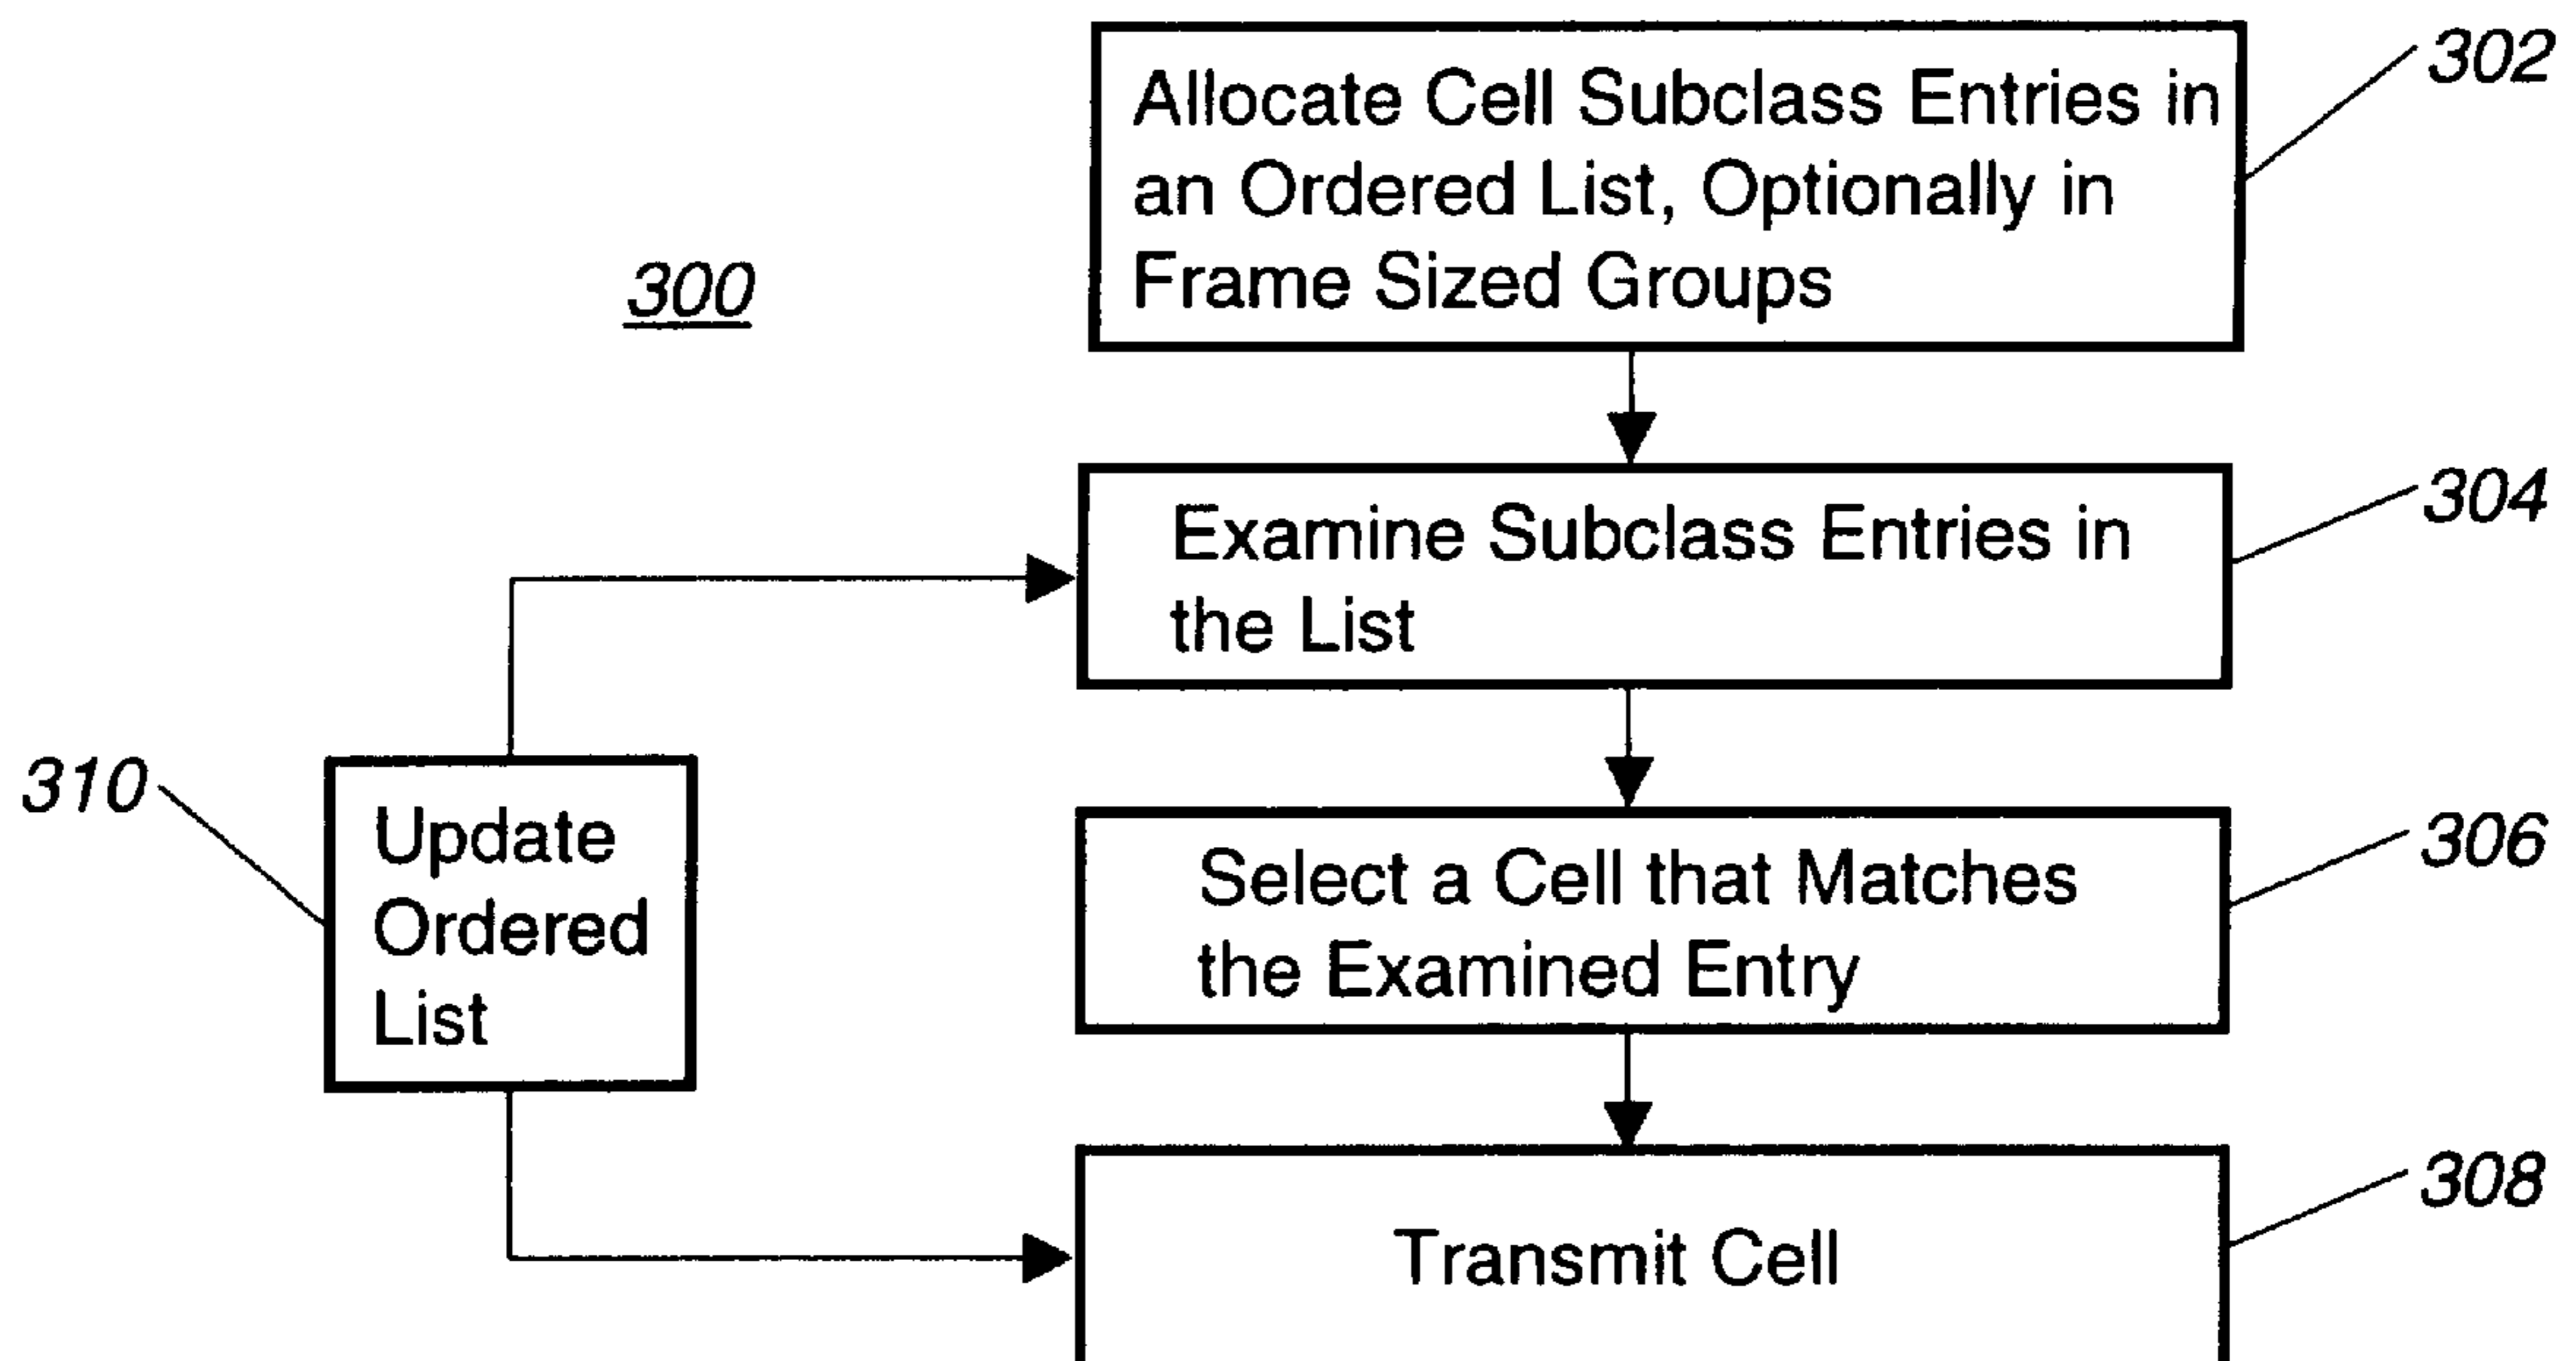 Allocate Cell Subclass Entries in
an Ordered List, Optionally in
Frame Sized Groups
302
300
Examine Subclass Entries in
the List
304
310
Update
Ordered
List
Select a Cell that Matches
the Examined Entry
306
Transmit Cell
308